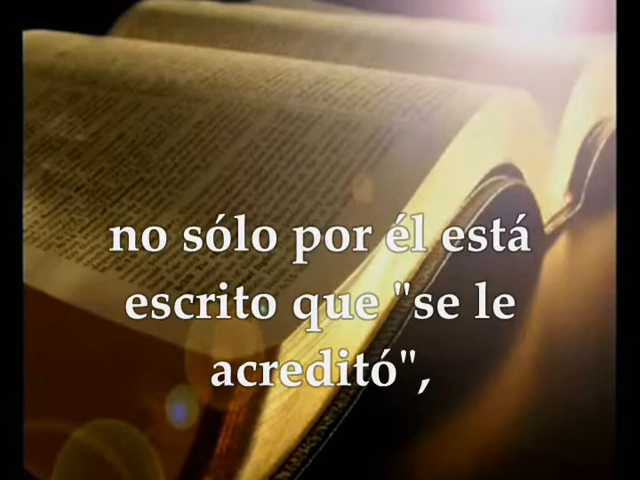 no sólo por él está
escrito que "se le
acreditó",